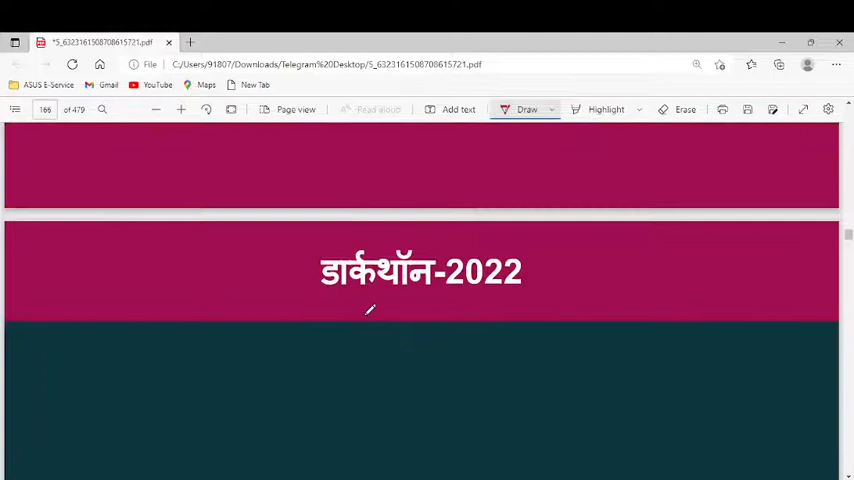 *5_6323161508708615721.pdf
File C:/Users/91807/Downloads/Telegram%20Desktop/5_6323161508708615721.pdf
ASUS E-Service Gmail YouTube Maps New Tab
166 of 479 Page view Read aloud Add text Draw Highlight Erase
डार्कथॉन-2022